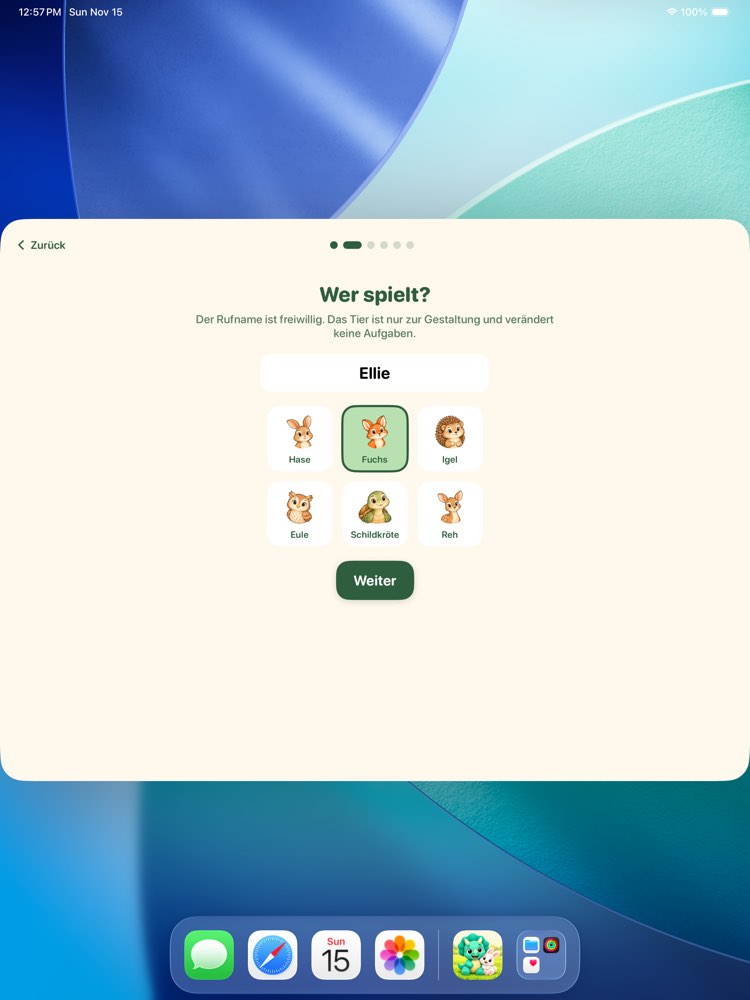 12:57 PM Sun Nov 15
100%
Zurück
Wer spielt?
Der Rufname ist freiwillig. Das Tier ist nur zur Gestaltung und verändert
keine Aufgaben.
Ellie
Hase
Fuchs
Igel
Eule
Schildkröte
Reh
Weiter
Sun
15